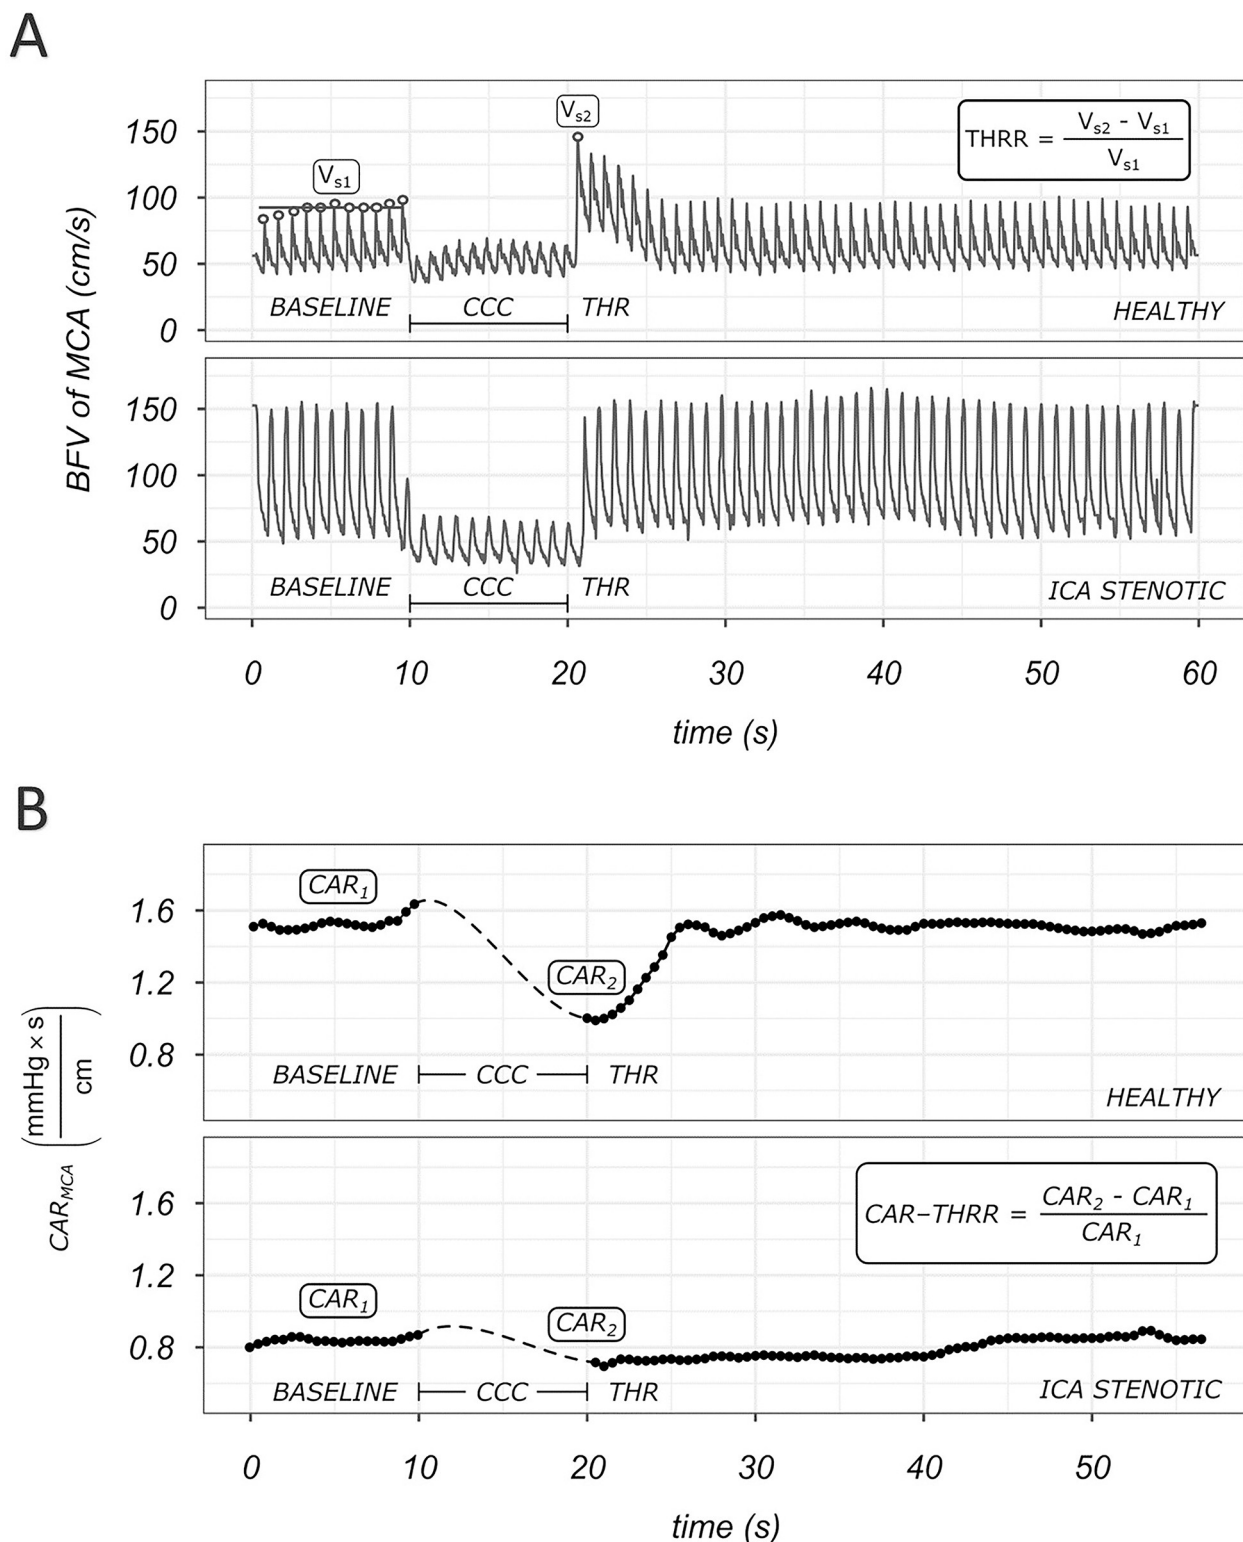 A
BFV of MCA (cm/s)
150
100
50
0
V_s1
V_s2
THRR = (V_s2 - V_s1) / V_s1
BASELINE
CCC
THR
HEALTHY
150
100
50
0
BASELINE
CCC
THR
ICA STENOTIC
0 10 20 30 40 50 60
time (s)
B
CAR_MCA (mmHg × s / cm)
1.6
1.2
0.8
CAR_1
CAR_2
BASELINE
CCC
THR
HEALTHY
1.6
1.2
0.8
CAR_1
CAR_2
CAR–THRR = (CAR_2 - CAR_1) / CAR_1
BASELINE
CCC
THR
ICA STENOTIC
0 10 20 30 40 50
time (s)